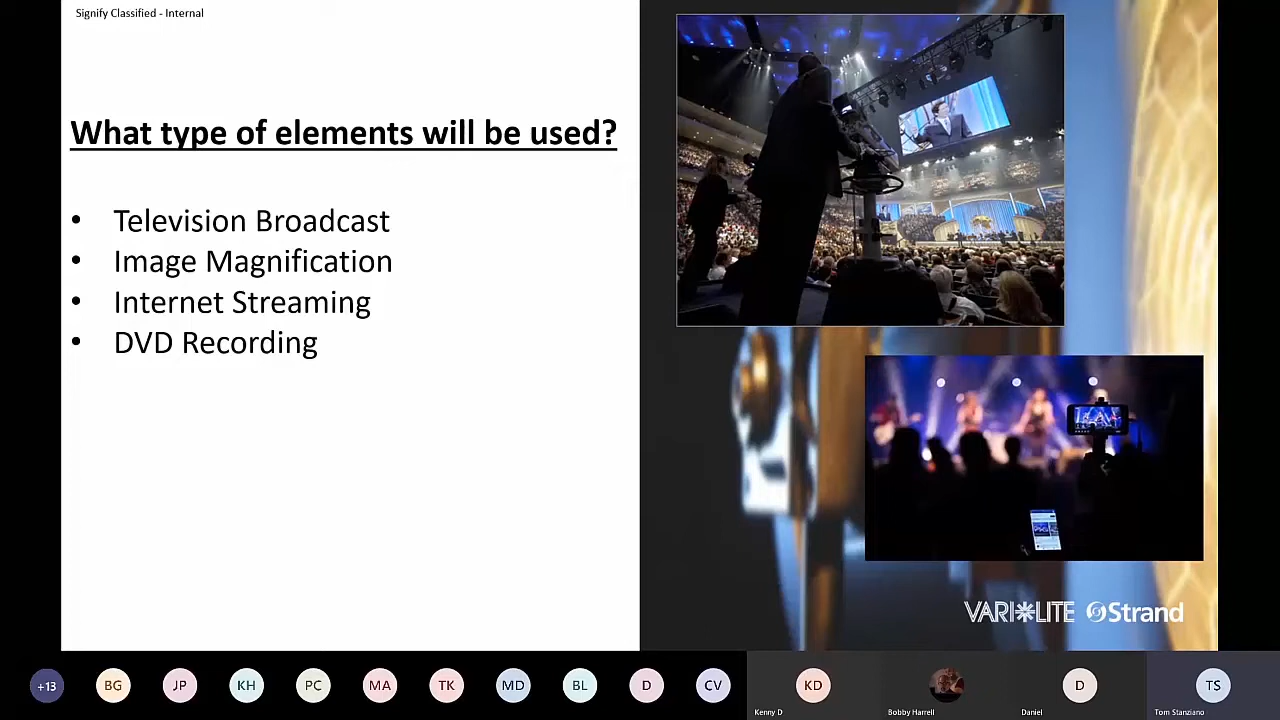 Signify Classified - Internal
What type of elements will be used?
• Television Broadcast
• Image Magnification
• Internet Streaming
• DVD Recording
VARI*LITE Strand
+13 BG JP KH PC MA TK MD BL D CV KD D TS
Kenny D Bobby Harrell Daniel Tom Stanziano